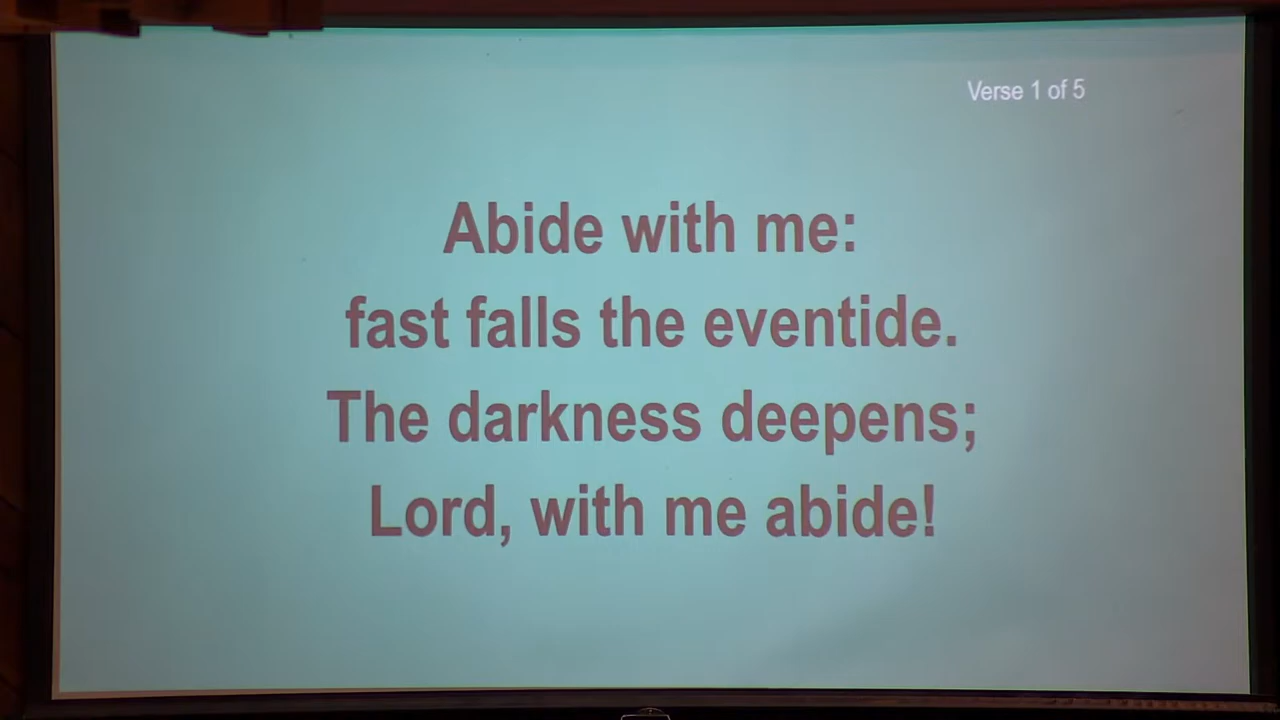 Verse 1 of 5
Abide with me:
fast falls the eventide.
The darkness deepens;
Lord, with me abide!